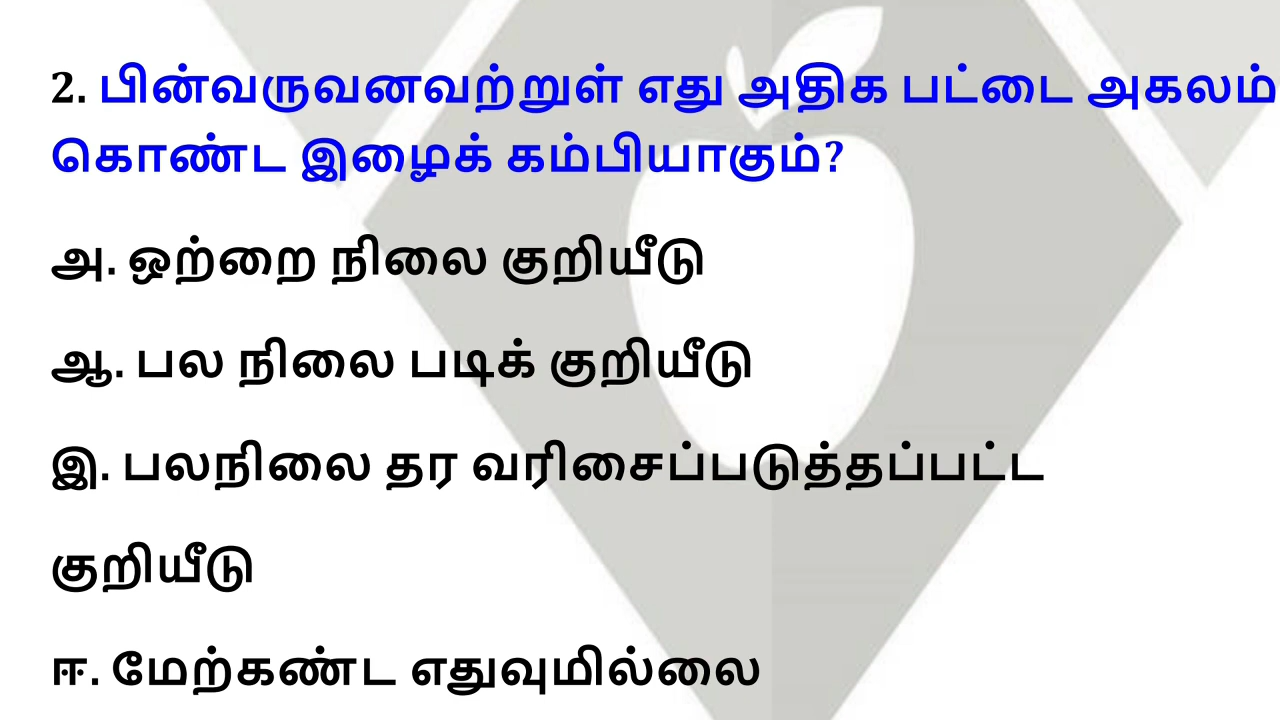 2. பின்வருவனவற்றுள் எது அதிக பட்டை அகலம்
கொண்ட இழைக் கம்பியாகும்?
அ. ஒற்றை நிலை குறியீடு
ஆ. பல நிலை படிக் குறியீடு
இ. பலநிலை தர வரிசைப்படுத்தப்பட்ட
குறியீடு
ஈ. மேற்கண்ட எதுவுமில்லை